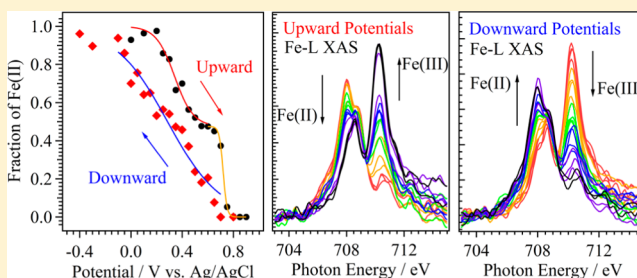 Fraction of Fe(II)
1.0
0.8
0.6
0.4
0.2
0.0
Upward
Downward
-0.4
0.0
0.4
0.8
Potential / V vs. Ag/AgCl
Upward Potentials
Fe-L XAS
Fe(III)
Fe(II)
704
708
712
Photon Energy / eV
Downward Potentials
Fe-L XAS
Fe(II)
Fe(III)
704
708
712
Photon Energy / eV